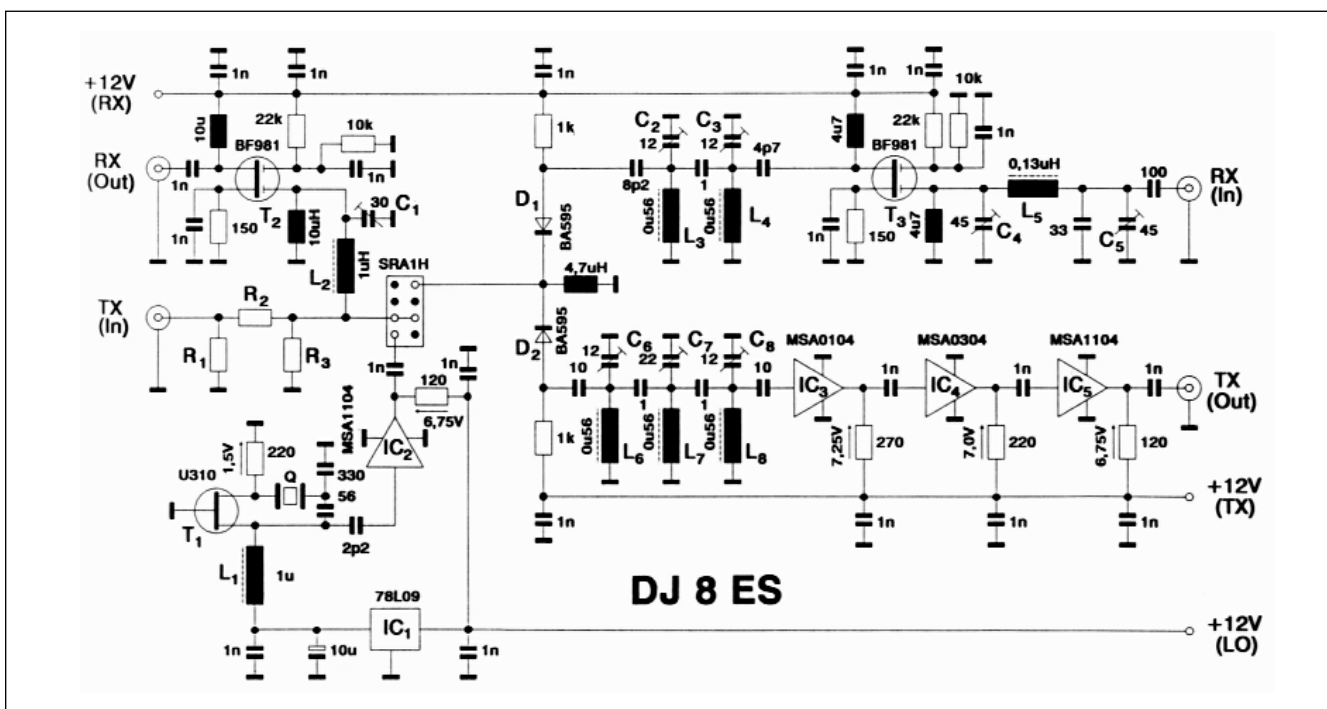 1n 1n 1n 1n 1n
+12V
(RX)
10u 22k 10k 1k C2 C3 4u7 22k 10k 1n
RX
(Out)
BF981 12 12 4p7 BF981 0,13uH 100
RX
(In)
1n 1n 8p2 1
T2 30 C1 D1 BA595 T3 L5
1n 150 10uH 0u56 0u56 L4 1n 150 4u7 45 C4 33 C5 45
L3
L2 1uH SRA1H
4,7uH
TX
(In)
R2
R1 R3
D2 BA595 C6 C7 C8 MSA0104 MSA0304 MSA1104
12 22 12
1n 1n 10 1 1 10 IC3 1n IC4 1n IC5 1n
TX
(Out)
120
6,75V
MSA1104 IC2
1k 0u56 0u56 0u56 7,25V 270 7,0V 220 6,75V 120
L6 L7 L8
1,5V 220 330
U310 Q 56
+12V
(TX)
T1 2p2 1n 1n 1n 1n
L1 1u
DJ 8 ES
78L09
IC1
+12V
(LO)
1n 10u 1n